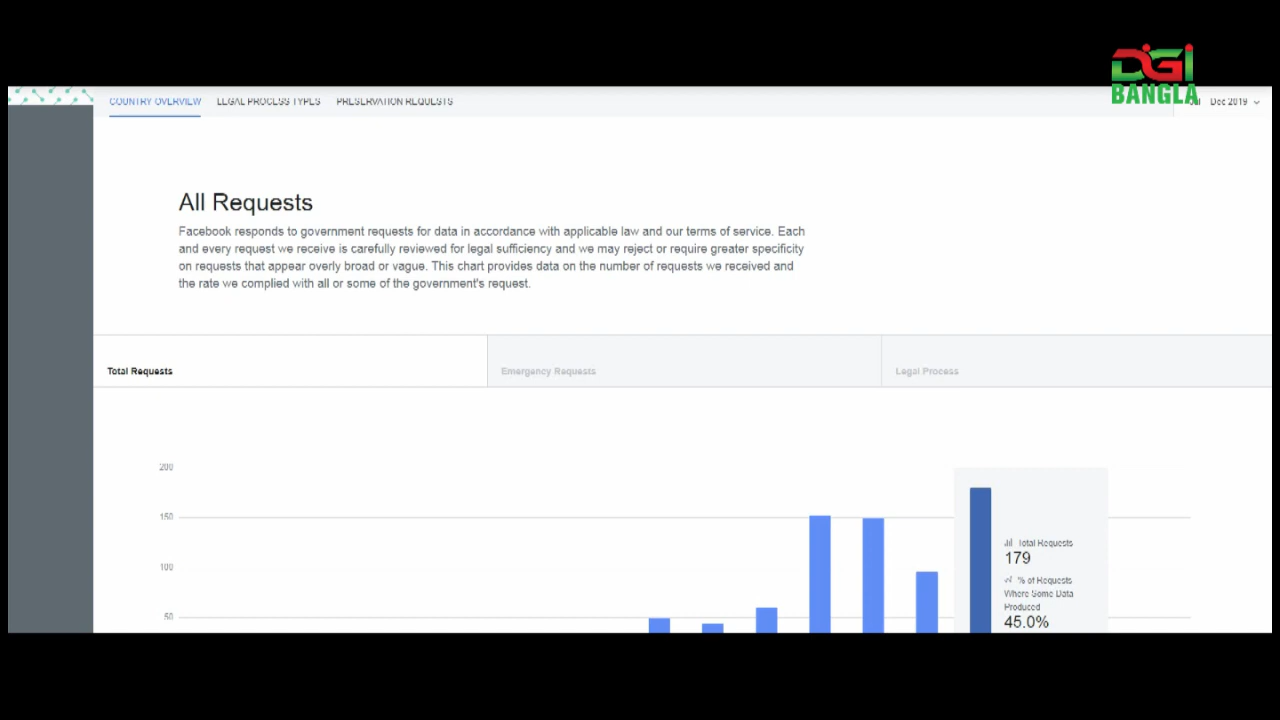 DGI
BANGLA
COUNTRY OVERVIEW LEGAL PROCESS TYPES PRESERVATION REQUESTS Dec 2019
All Requests
Facebook responds to government requests for data in accordance with applicable law and our terms of service. Each
and every request we receive is carefully reviewed for legal sufficiency and we may reject or require greater specificity
on requests that appear overly broad or vague. This chart provides data on the number of requests we received and
the rate we complied with all or some of the government's request.
Total Requests Emergency Requests Legal Process
200
150
100
50
Total Requests
179
% of Requests
Where Some Data
Produced
45.0%